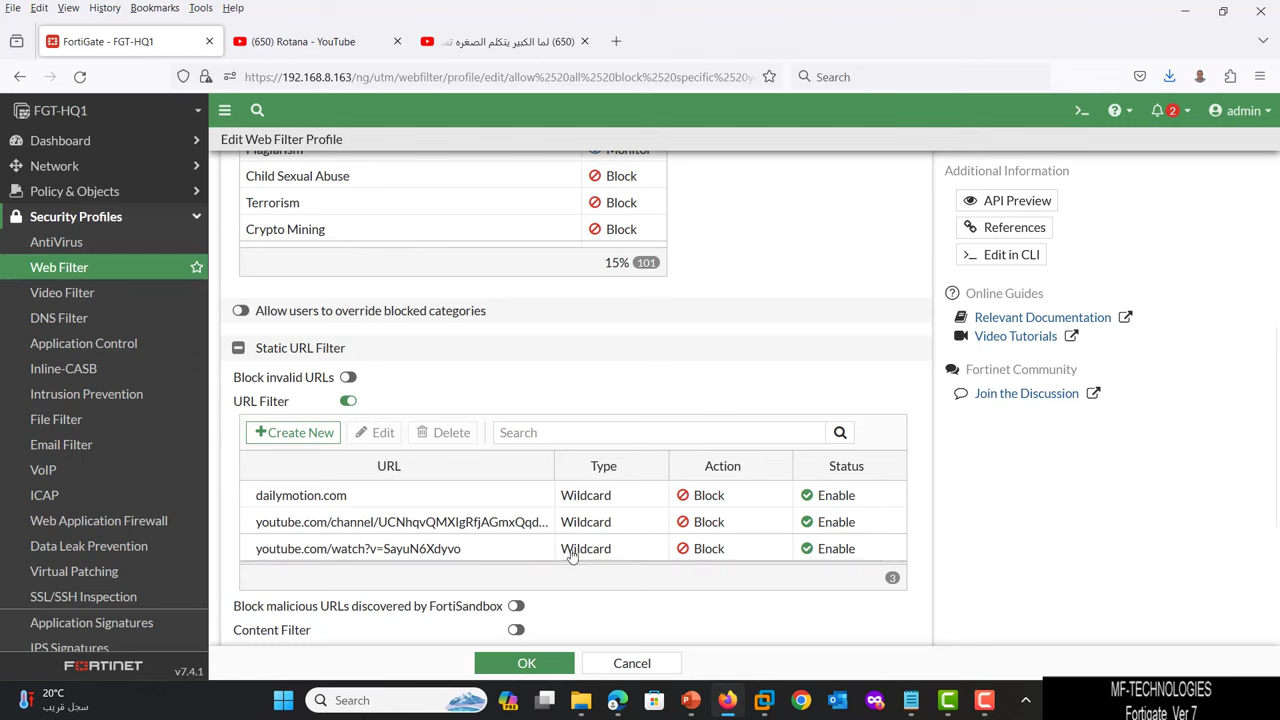 File Edit View History Bookmarks Tools Help
FortiGate - FGT-HQ1
(650) Rotana - YouTube
(650) لما الكبير يتكلم الصغره تس
https://192.168.8.163/ng/utm/webfilter/profile/edit/allow%2520all%2520block%2520specific%2520y
Search
FGT-HQ1
admin
2
Edit Web Filter Profile
Dashboard
Network
Policy & Objects
Security Profiles
AntiVirus
Web Filter
Video Filter
DNS Filter
Application Control
Inline-CASB
Intrusion Prevention
File Filter
Email Filter
VoIP
ICAP
Web Application Firewall
Data Leak Prevention
Virtual Patching
SSL/SSH Inspection
Application Signatures
IPS Signatures
FORTINET v7.4.1
Plagiarism Monitor
Child Sexual Abuse Block
Terrorism Block
Crypto Mining Block
15% 101
Allow users to override blocked categories
Static URL Filter
Block invalid URLs
URL Filter
Create New Edit Delete Search
URL Type Action Status
dailymotion.com Wildcard Block Enable
youtube.com/channel/UCNhqvQMXIgRfjAGmxQqd... Wildcard Block Enable
youtube.com/watch?v=SayuN6Xdyvo Wildcard Block Enable
3
Block malicious URLs discovered by FortiSandbox
Content Filter
OK Cancel
Additional Information
API Preview
References
Edit in CLI
Online Guides
Relevant Documentation
Video Tutorials
Fortinet Community
Join the Discussion
20°C
سجل قريب
Search
MF-TECHNOLOGIES
Fortigate Ver 7